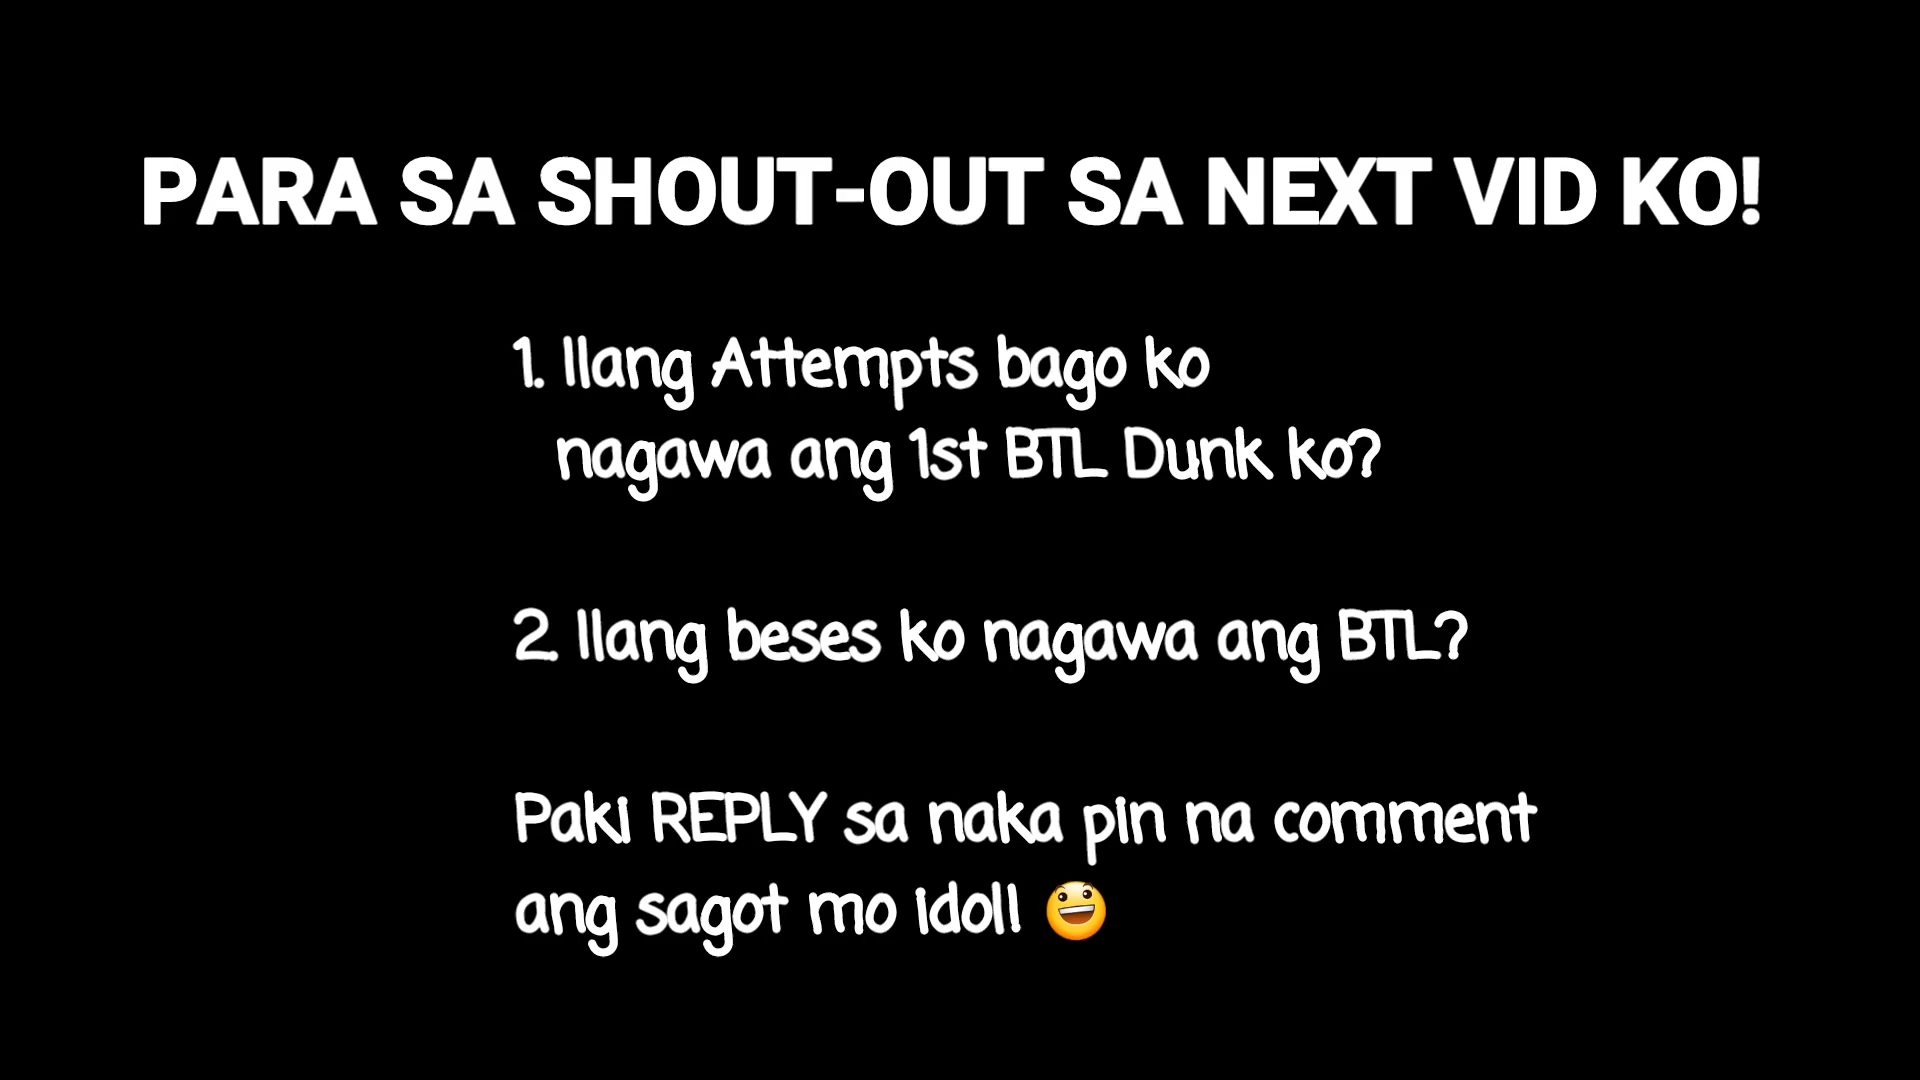 PARA SA SHOUT-OUT SA NEXT VID KO!
1. Ilang Attempts bago ko
nagawa ang 1st BTL Dunk ko?
2. Ilang beses ko nagawa ang BTL?
Paki REPLY sa naka pin na comment
ang sagot mo idol! 😃